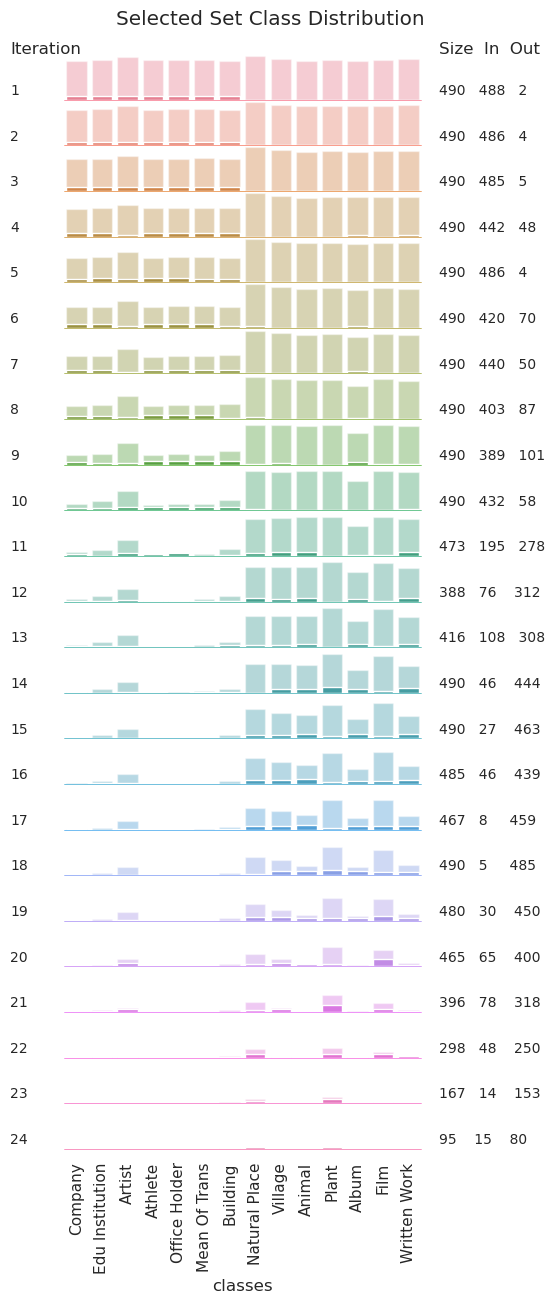 Selected Set Class Distribution
Iteration Size In Out
1 490 488 2
2 490 486 4
3 490 485 5
4 490 442 48
5 490 486 4
6 490 420 70
7 490 440 50
8 490 403 87
9 490 389 101
10 490 432 58
11 473 195 278
12 388 76 312
13 416 108 308
14 490 46 444
15 490 27 463
16 485 46 439
17 467 8 459
18 490 5 485
19 480 30 450
20 465 65 400
21 396 78 318
22 298 48 250
23 167 14 153
24 95 15 80
Company
Edu Institution
Artist
Athlete
Office Holder
Mean Of Trans
Building
Natural Place
Village
Animal
Plant
Album
Film
Written Work
classes